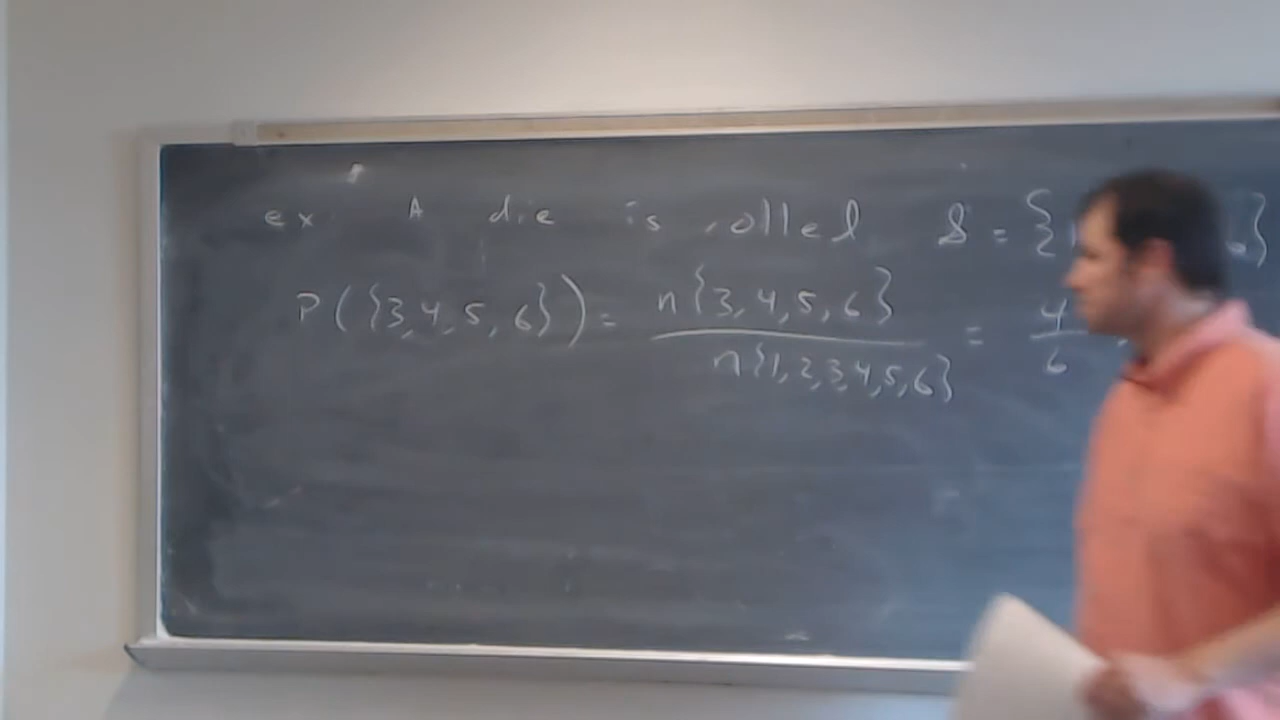 ex A die is rolled S = { 6}
P({3,4,5,6}) = n{3,4,5,6} / n{1,2,3,4,5,6} = 4/6